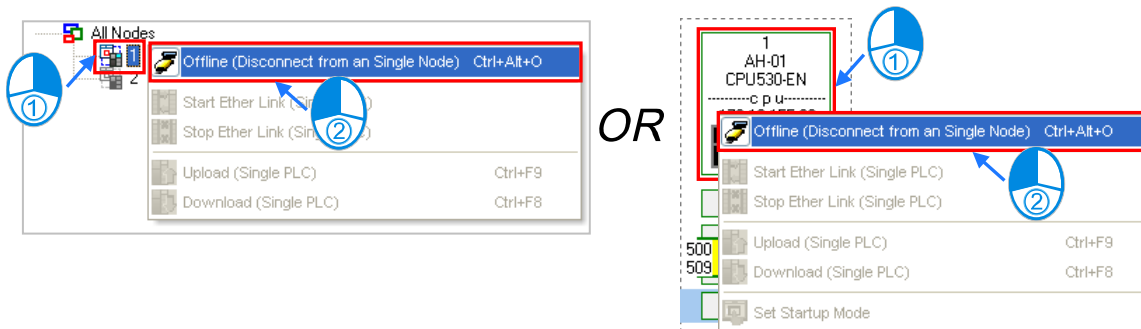 All Nodes
1
Offline (Disconnect from an Single Node) Ctrl+Alt+O
2
Start Ether Link
Stop Ether Link
Upload (Single PLC) Ctrl+F9
Download (Single PLC) Ctrl+F8
①
②
OR
1
AH-01
CPU530-EN
---------c p u---------
①
Offline (Disconnect from an Single Node) Ctrl+Alt+O
Start Ether Link (Single PLC)
Stop Ether Link (Single PLC)
②
500
Upload (Single PLC) Ctrl+F9
509
Download (Single PLC) Ctrl+F8
Set Startup Mode